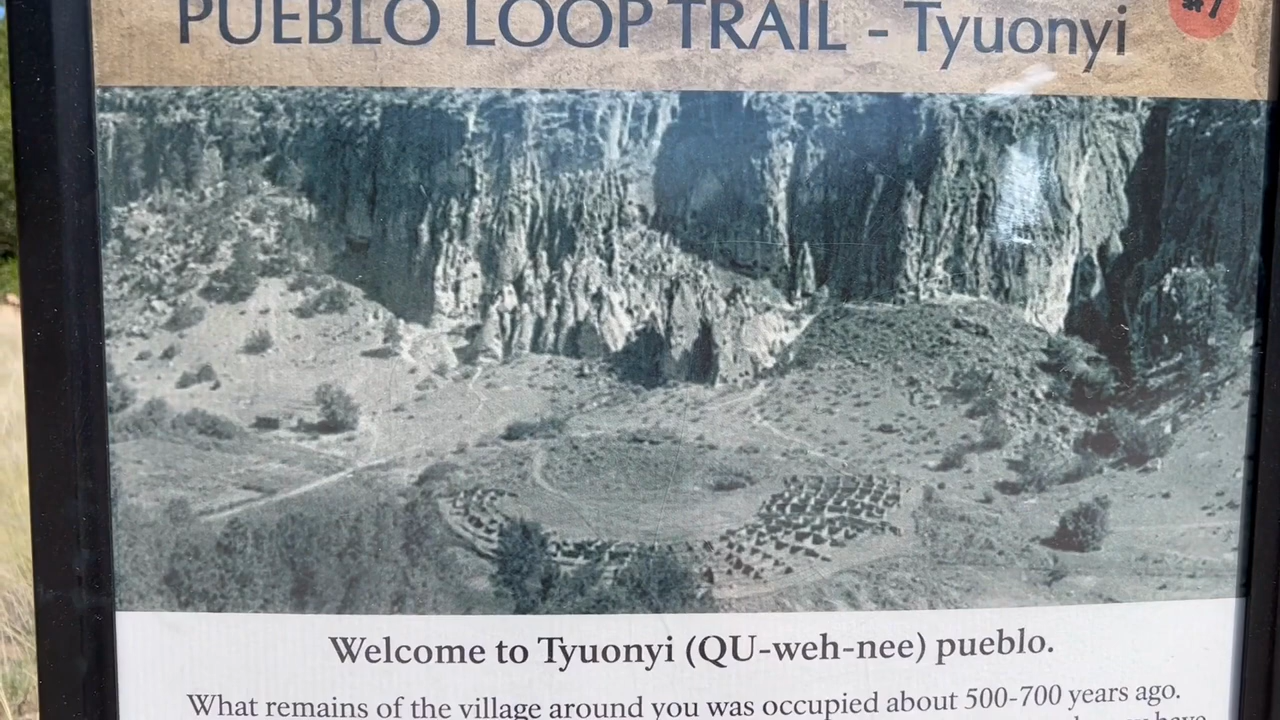 PUEBLO LOOP TRAIL - Tyuonyi
#7
Welcome to Tyuonyi (QU-weh-nee) pueblo.
What remains of the village around you was occupied about 500-700 years ago.
have